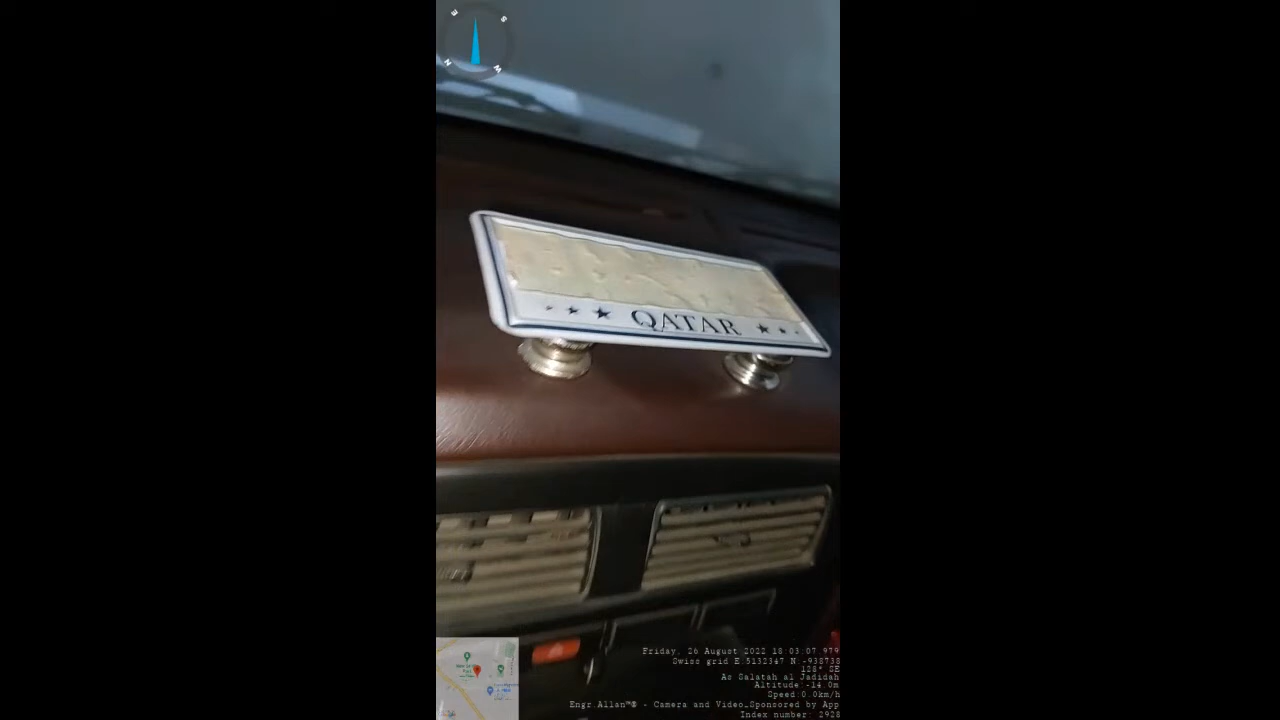 E
S
N
W
★ ★ ★ QATAR ★ ★ ★
Friday, 26 August 2022 18:03:07.979
Swiss grid E:5132347 N:-938738
128° SE
As Salatah al Jadidah
Altitude:-14.0m
Speed:0.0km/h
Engr.Allan™® - Camera and Video_Sponsored by App
Index number: 2928